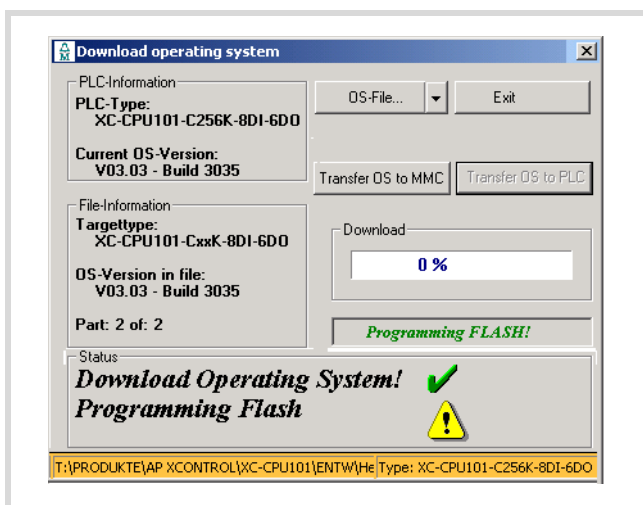 Download operating system
PLC-Information
PLC-Type:
XC-CPU101-C256K-8DI-6DO
Current OS-Version:
V03.03 - Build 3035
OS-File...
Exit
Transfer OS to MMC
Transfer OS to PLC
File-Information
Targettype:
XC-CPU101-CxxK-8DI-6DO
OS-Version in file:
V03.03 - Build 3035
Part: 2 of: 2
Download
0 %
Programming FLASH!
Status
Download Operating System!
Programming Flash
T:\PRODUKTE\AP XCONTROL\XC-CPU101\ENTW\He
Type: XC-CPU101-C256K-8DI-6DO